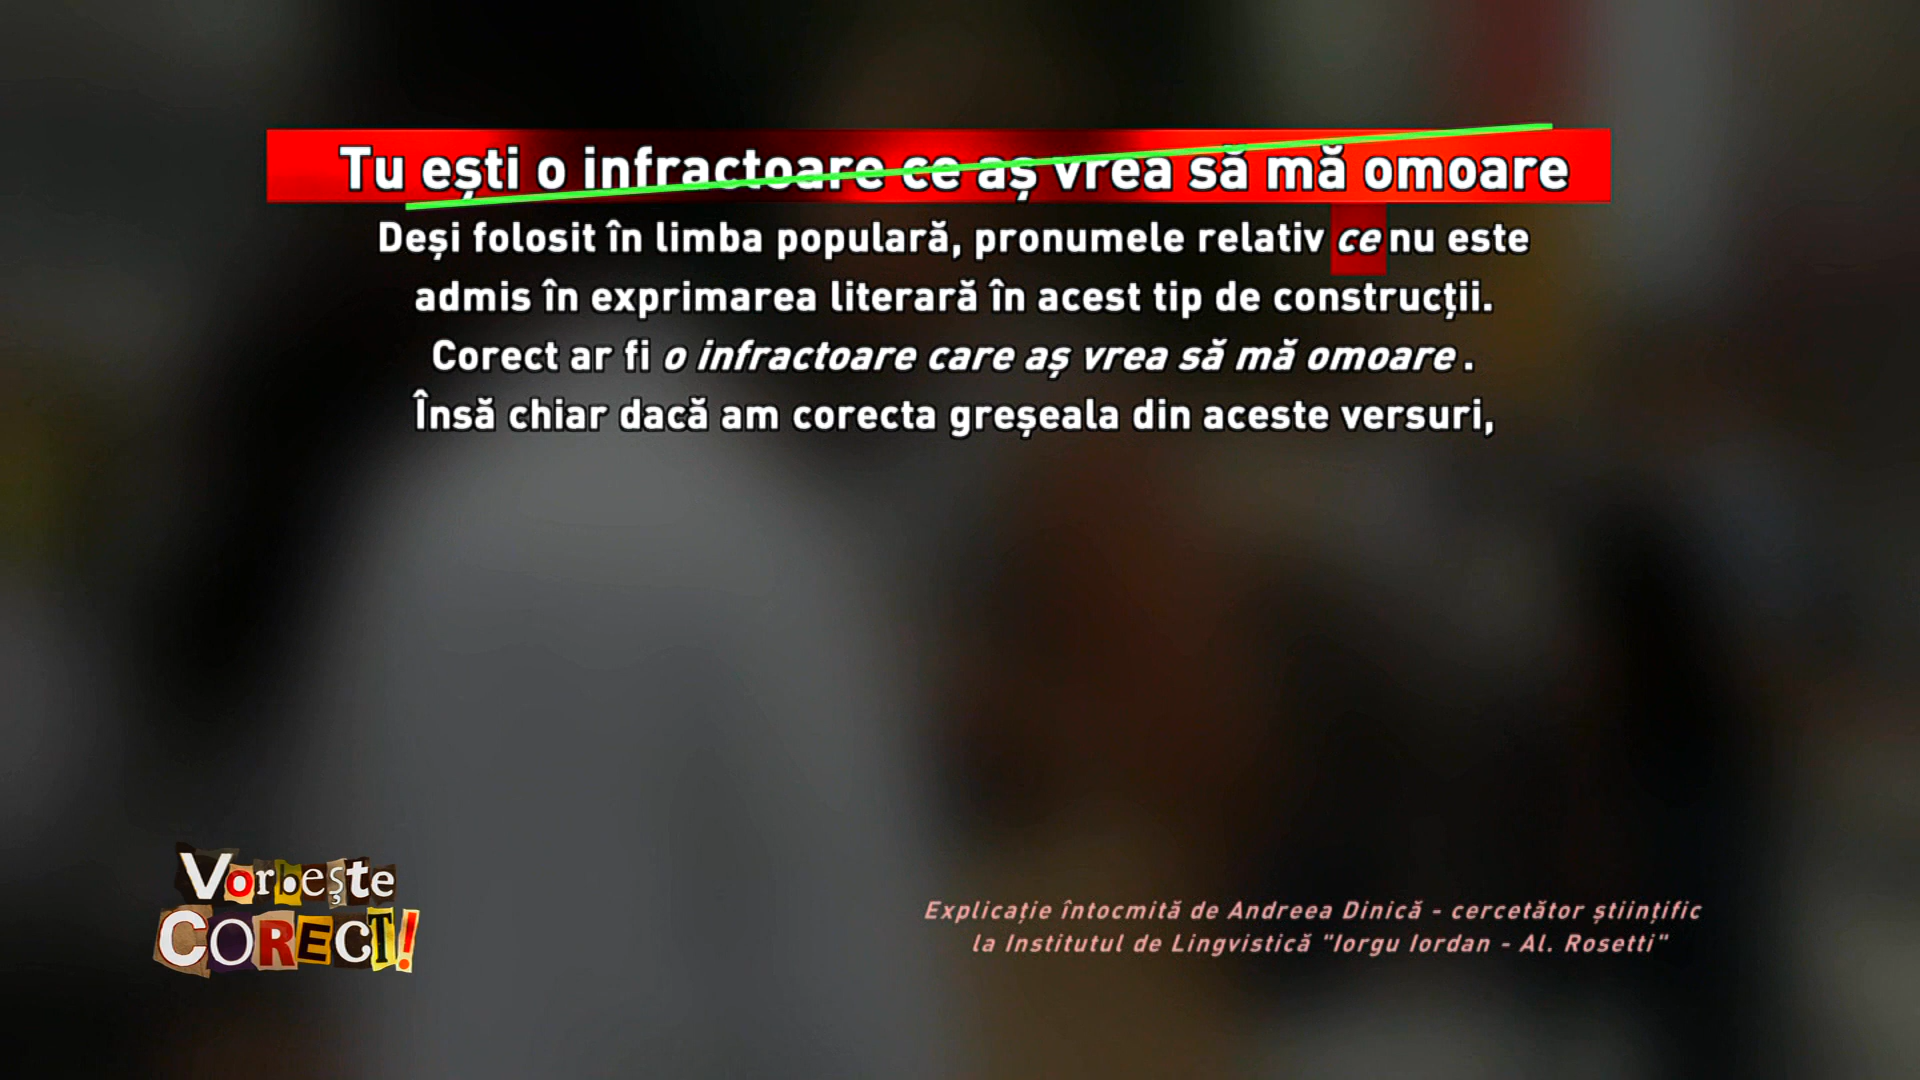 Tu ești o infractoare ce aș vrea să mă omoare
Deși folosit în limba populară, pronumele relativ ce nu este
admis în exprimarea literară în acest tip de construcții.
Corect ar fi o infractoare care aș vrea să mă omoare .
Însă chiar dacă am corecta greșeala din aceste versuri,
Vorbește
CORECT!
Explicație întocmită de Andreea Dinică - cercetător științific
la Institutul de Lingvistică "Iorgu Iordan - Al. Rosetti"